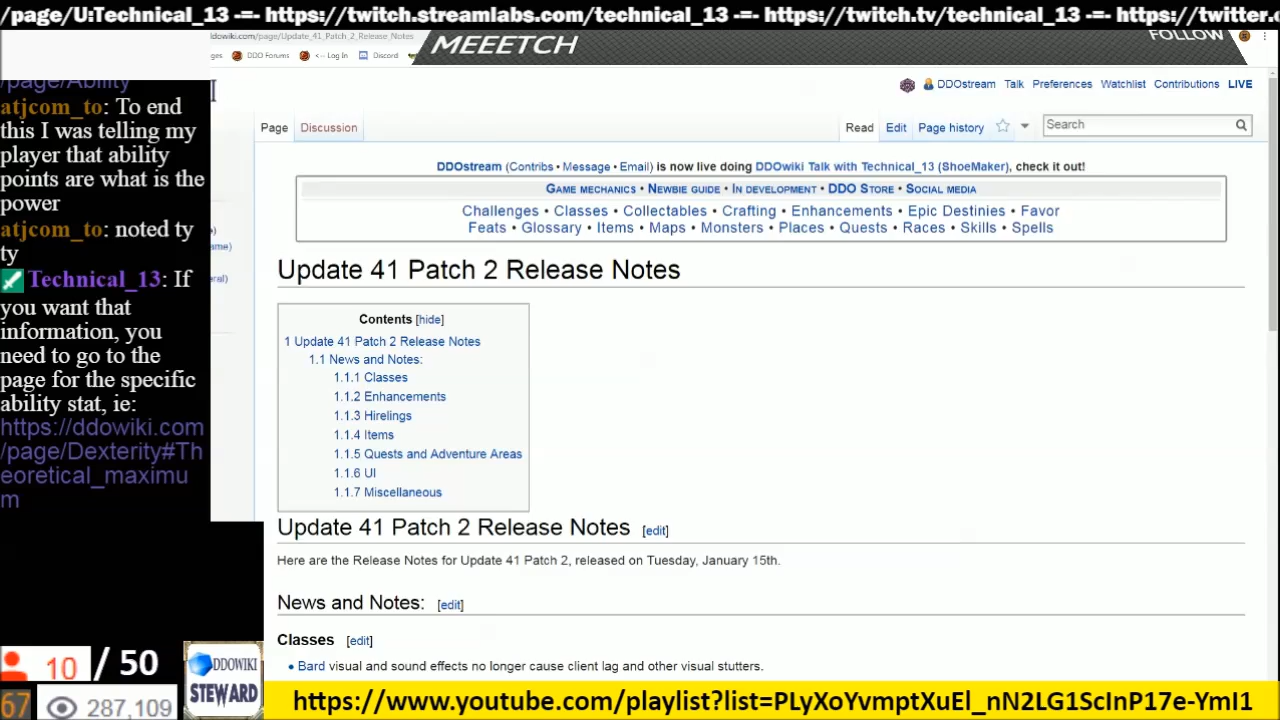 /page/U:Technical_13 -=- https://twitch.streamlabs.com/technical_13 -=- https://twitch.tv/technical_13 -=- https://twitter.c
ddowiki.com/page/Update_41_Patch_2_Release_Notes
MEEETCH
FOLLOW
ges DDO Forums <-- Log In Discord
/page/Ability
atjcom_to: To end
this I was telling my
player that ability
points are what is the
power
atjcom_to: noted ty
ty
Technical_13: If
you want that
information, you
need to go to the
page for the specific
ability stat, ie:
https://ddowiki.com
/page/Dexterity#Th
eoretical_maximu
m
DDOstream Talk Preferences Watchlist Contributions LIVE
Page Discussion Read Edit Page history Search
DDOstream (Contribs • Message • Email) is now live doing DDOwiki Talk with Technical_13 (ShoeMaker), check it out!
Game mechanics • Newbie guide • In development • DDO Store • Social media
Challenges • Classes • Collectables • Crafting • Enhancements • Epic Destinies • Favor
Feats • Glossary • Items • Maps • Monsters • Places • Quests • Races • Skills • Spells
Update 41 Patch 2 Release Notes
Contents [hide]
1 Update 41 Patch 2 Release Notes
1.1 News and Notes:
1.1.1 Classes
1.1.2 Enhancements
1.1.3 Hirelings
1.1.4 Items
1.1.5 Quests and Adventure Areas
1.1.6 UI
1.1.7 Miscellaneous
Update 41 Patch 2 Release Notes [edit]
Here are the Release Notes for Update 41 Patch 2, released on Tuesday, January 15th.
News and Notes: [edit]
Classes [edit]
• Bard visual and sound effects no longer cause client lag and other visual stutters.
10 / 50
67 287,109
DDOWIKI
STEWARD
https://www.youtube.com/playlist?list=PLyXoYvmptXuEl_nN2LG1ScInP17e-YmI1